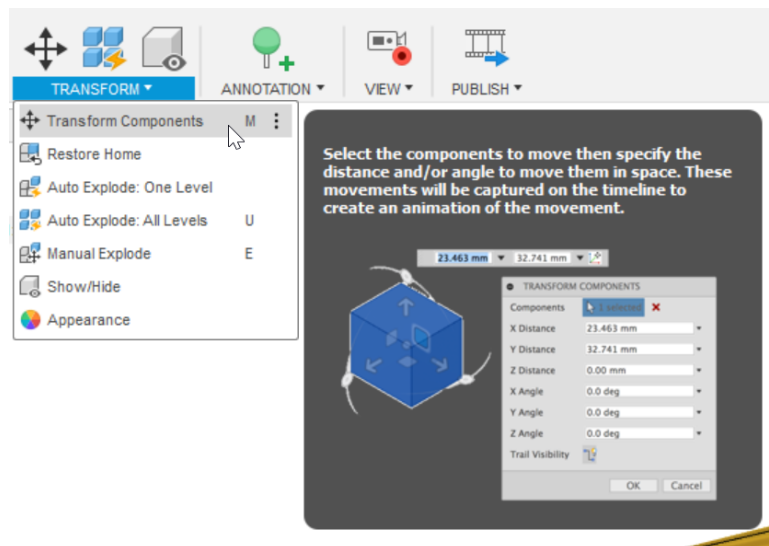 TRANSFORM ▾ ANNOTATION ▾ VIEW ▾ PUBLISH ▾
Transform Components M
Restore Home
Auto Explode: One Level
Auto Explode: All Levels U
Manual Explode E
Show/Hide
Appearance
Select the components to move then specify the
distance and/or angle to move them in space. These
movements will be captured on the timeline to
create an animation of the movement.
23.463 mm 32.741 mm
TRANSFORM COMPONENTS
Components 1 selected
X Distance 23.463 mm
Y Distance 32.741 mm
Z Distance 0.00 mm
X Angle 0.0 deg
Y Angle 0.0 deg
Z Angle 0.0 deg
Trail Visibility
OK Cancel